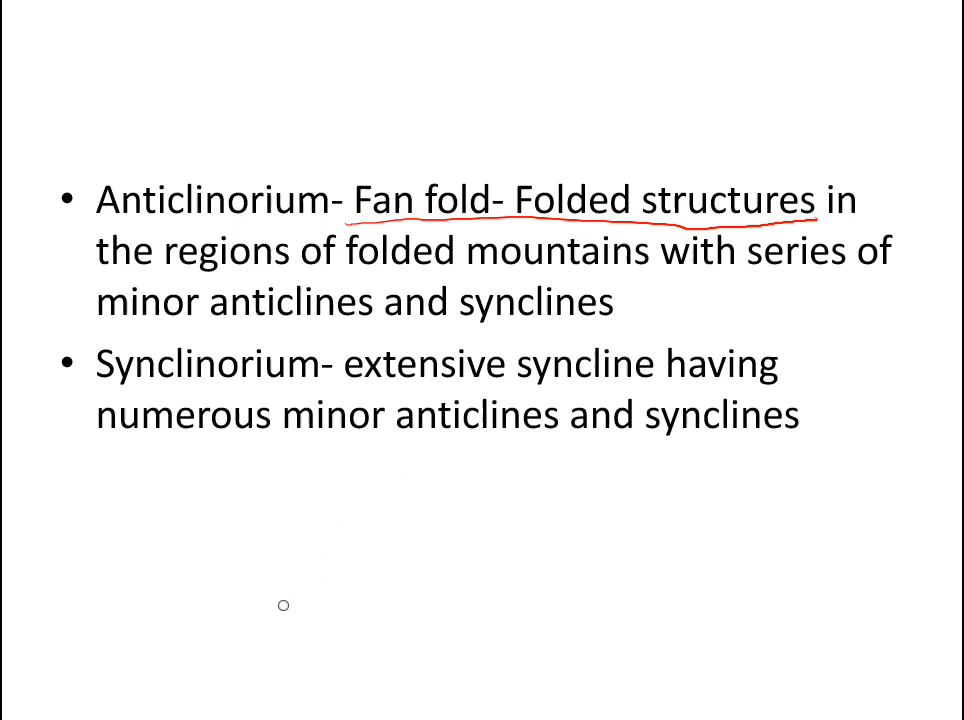 • Anticlinorium- Fan fold- Folded structures in
the regions of folded mountains with series of
minor anticlines and synclines
• Synclinorium- extensive syncline having
numerous minor anticlines and synclines